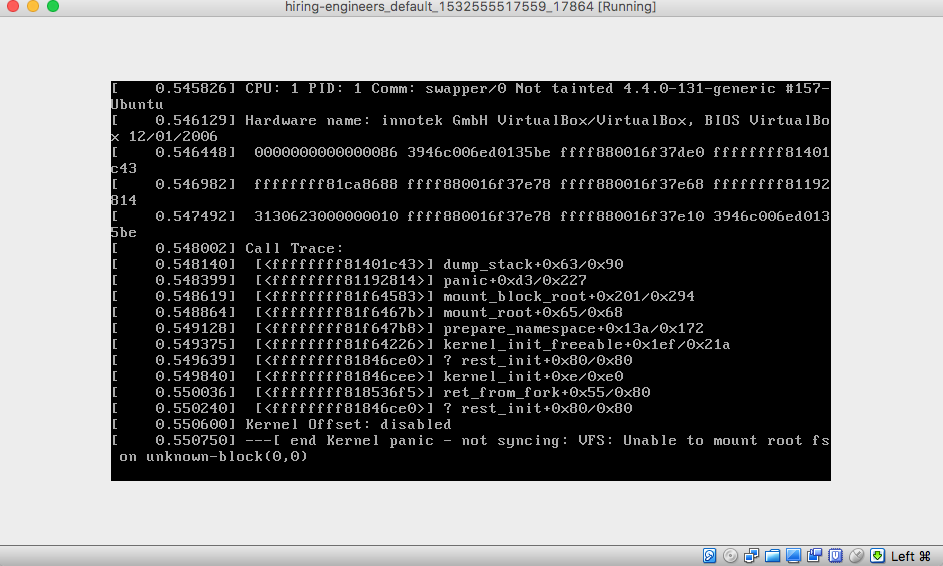 hiring-engineers_default_1532555517559_17864 [Running]
[    0.545826] CPU: 1 PID: 1 Comm: swapper/0 Not tainted 4.4.0-131-generic #157-
Ubuntu
[    0.546129] Hardware name: innotek GmbH VirtualBox/VirtualBox, BIOS VirtualBo
x 12/01/2006
[    0.546448]  0000000000000086 3946c006ed0135be ffff880016f37de0 ffffffff81401
c43
[    0.546982]  ffffffff81ca8688 ffff880016f37e78 ffff880016f37e68 ffffffff81192
814
[    0.547492]  3130623000000010 ffff880016f37e78 ffff880016f37e10 3946c006ed013
5be
[    0.548002] Call Trace:
[    0.548140]  [<ffffffff81401c43>] dump_stack+0x63/0x90
[    0.548399]  [<ffffffff81192814>] panic+0xd3/0x227
[    0.548619]  [<ffffffff81f64583>] mount_block_root+0x201/0x294
[    0.548864]  [<ffffffff81f6467b>] mount_root+0x65/0x68
[    0.549128]  [<ffffffff81f647b8>] prepare_namespace+0x13a/0x172
[    0.549375]  [<ffffffff81f64226>] kernel_init_freeable+0x1ef/0x21a
[    0.549639]  [<ffffffff81846ce0>] ? rest_init+0x80/0x80
[    0.549840]  [<ffffffff81846cee>] kernel_init+0xe/0xe0
[    0.550036]  [<ffffffff818536f5>] ret_from_fork+0x55/0x80
[    0.550240]  [<ffffffff81846ce0>] ? rest_init+0x80/0x80
[    0.550600] Kernel Offset: disabled
[    0.550750] ---[ end Kernel panic - not syncing: VFS: Unable to mount root fs
 on unknown-block(0,0)
Left ⌘